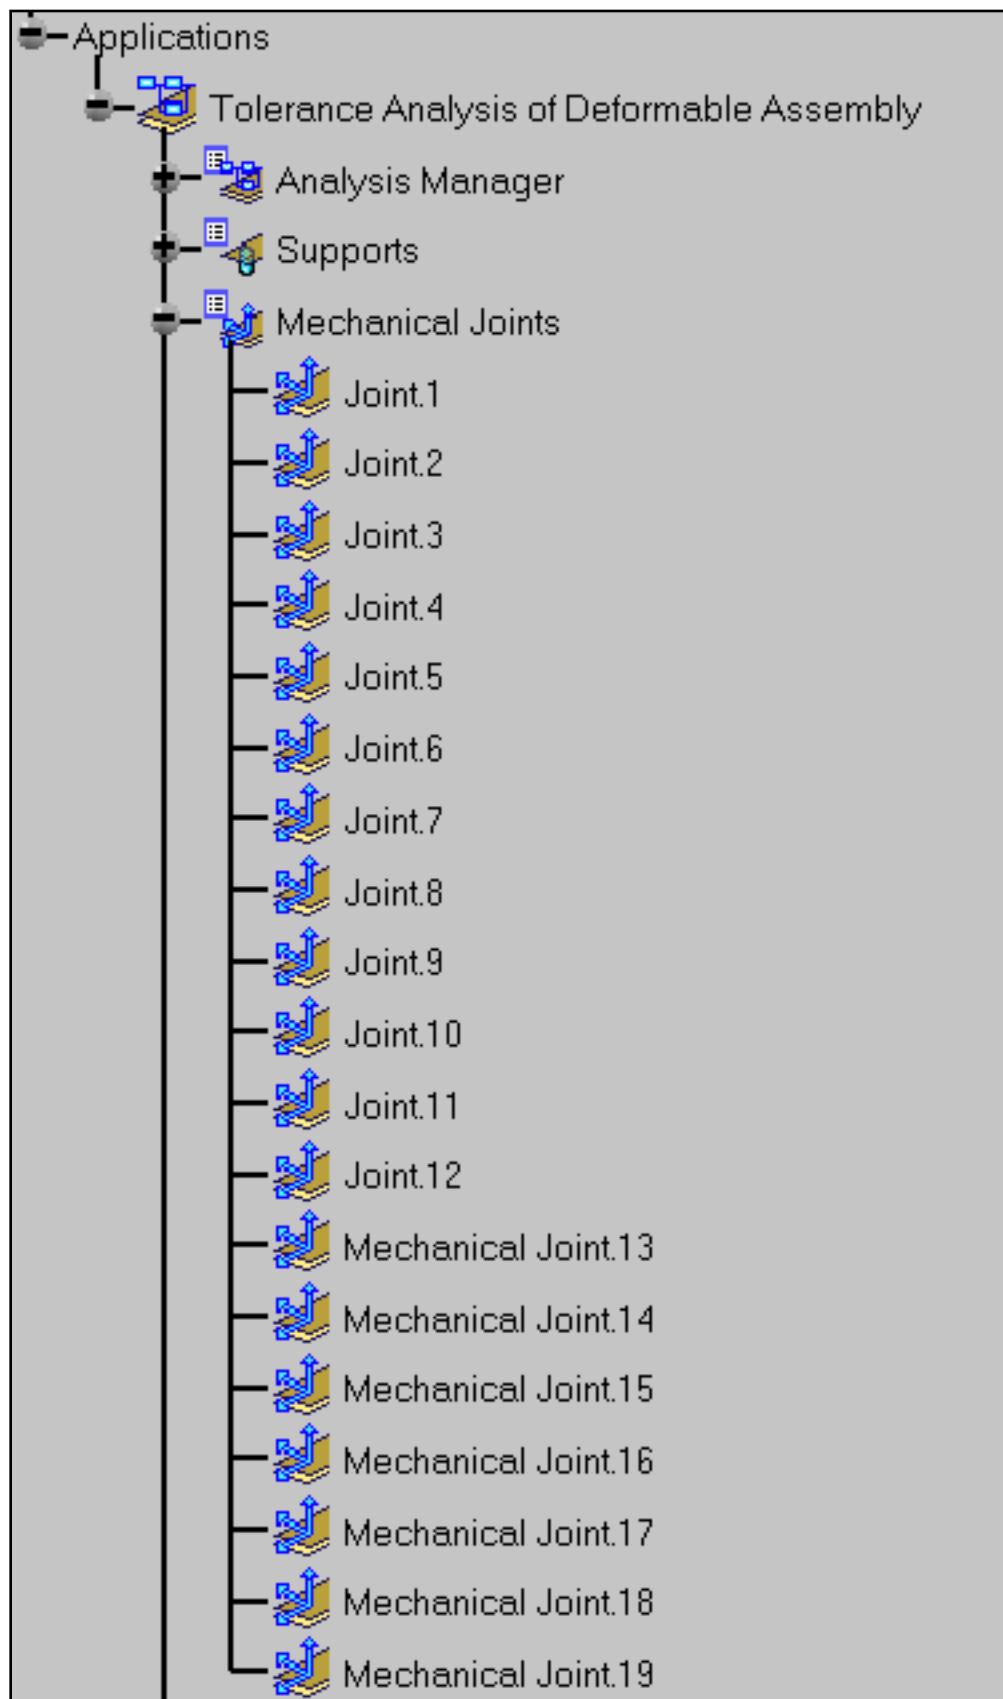 Applications
Tolerance Analysis of Deformable Assembly
Analysis Manager
Supports
Mechanical Joints
Joint.1
Joint.2
Joint.3
Joint.4
Joint.5
Joint.6
Joint.7
Joint.8
Joint.9
Joint.10
Joint.11
Joint.12
Mechanical Joint.13
Mechanical Joint.14
Mechanical Joint.15
Mechanical Joint.16
Mechanical Joint.17
Mechanical Joint.18
Mechanical Joint.19